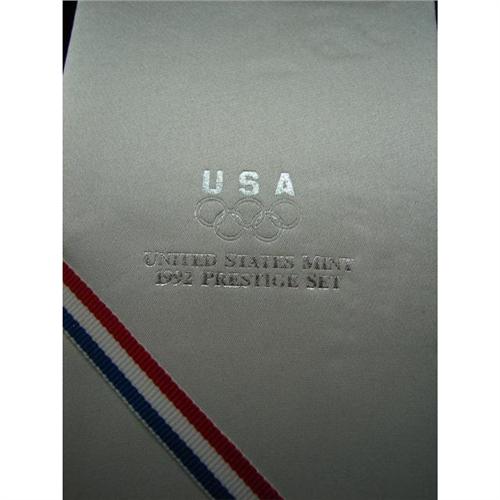 USA
UNITED STATES MINT
1992 PRESTIGE SET